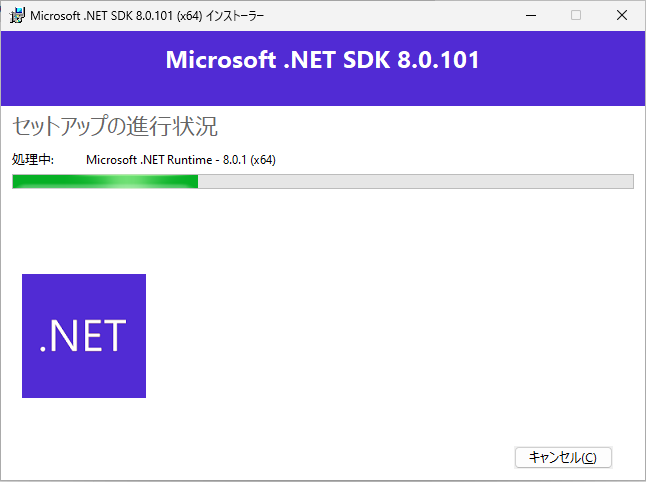 Microsoft .NET SDK 8.0.101 (x64) インストーラー
Microsoft .NET SDK 8.0.101
セットアップの進行状況
処理中: Microsoft .NET Runtime - 8.0.1 (x64)
.NET
キャンセル(C)